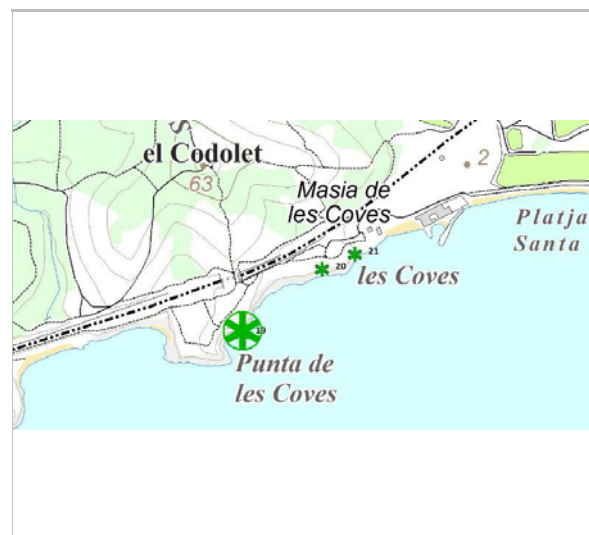 S
el Codolet
63
2
Masia de
les Coves
Platja
Santa
21
20
les Coves
19
Punta de
les Coves